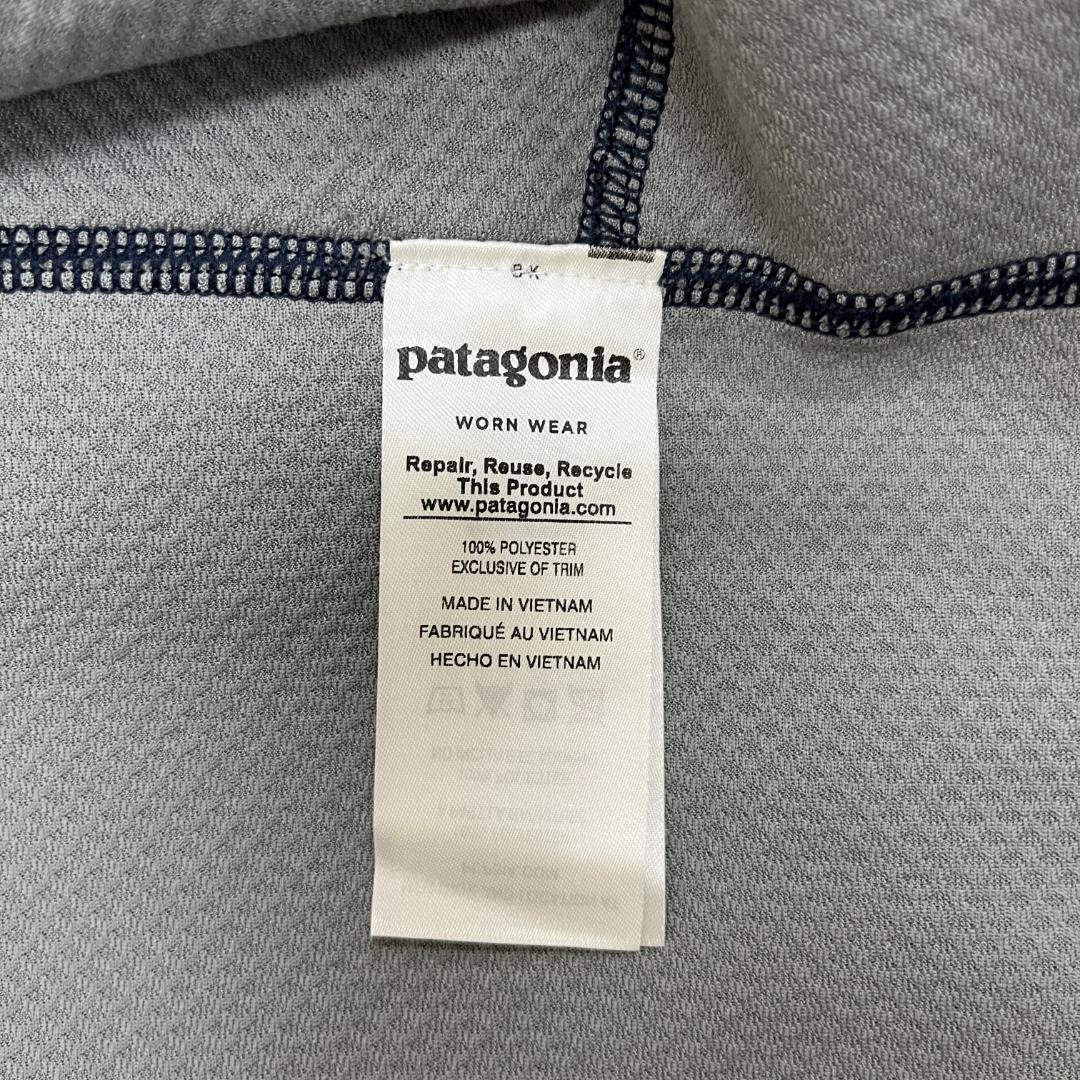 BK
patagonia®
WORN WEAR
Repair, Reuse, Recycle
This Product
www.patagonia.com
100% POLYESTER
EXCLUSIVE OF TRIM
MADE IN VIETNAM
FABRIQUÉ AU VIETNAM
HECHO EN VIETNAM